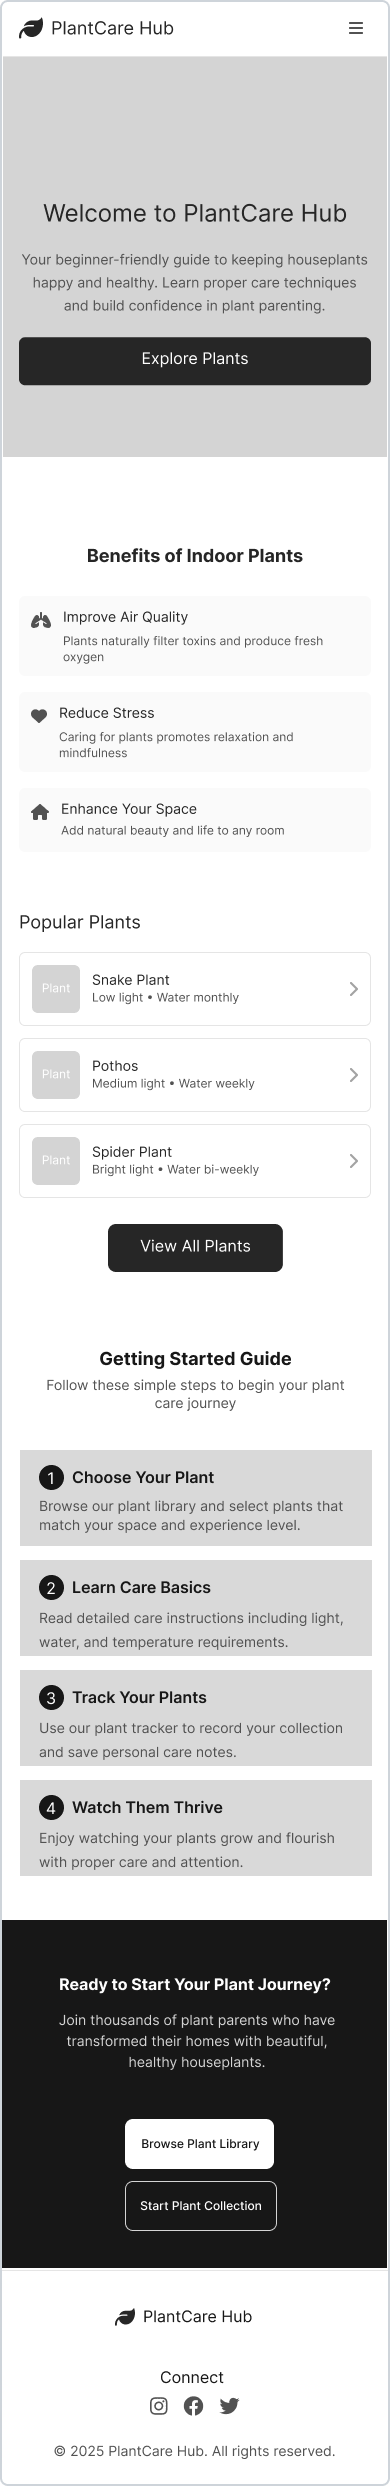 PlantCare Hub
Welcome to PlantCare Hub
Your beginner-friendly guide to keeping houseplants
happy and healthy. Learn proper care techniques
and build confidence in plant parenting.
Explore Plants
Benefits of Indoor Plants
Improve Air Quality
Plants naturally filter toxins and produce fresh
oxygen
Reduce Stress
Caring for plants promotes relaxation and
mindfulness
Enhance Your Space
Add natural beauty and life to any room
Popular Plants
Plant
Snake Plant
Low light • Water monthly
Plant
Pothos
Medium light • Water weekly
Plant
Spider Plant
Bright light • Water bi-weekly
View All Plants
Getting Started Guide
Follow these simple steps to begin your plant
care journey
1 Choose Your Plant
Browse our plant library and select plants that
match your space and experience level.
2 Learn Care Basics
Read detailed care instructions including light,
water, and temperature requirements.
3 Track Your Plants
Use our plant tracker to record your collection
and save personal care notes.
4 Watch Them Thrive
Enjoy watching your plants grow and flourish
with proper care and attention.
Ready to Start Your Plant Journey?
Join thousands of plant parents who have
transformed their homes with beautiful,
healthy houseplants.
Browse Plant Library
Start Plant Collection
PlantCare Hub
Connect
© 2025 PlantCare Hub. All rights reserved.